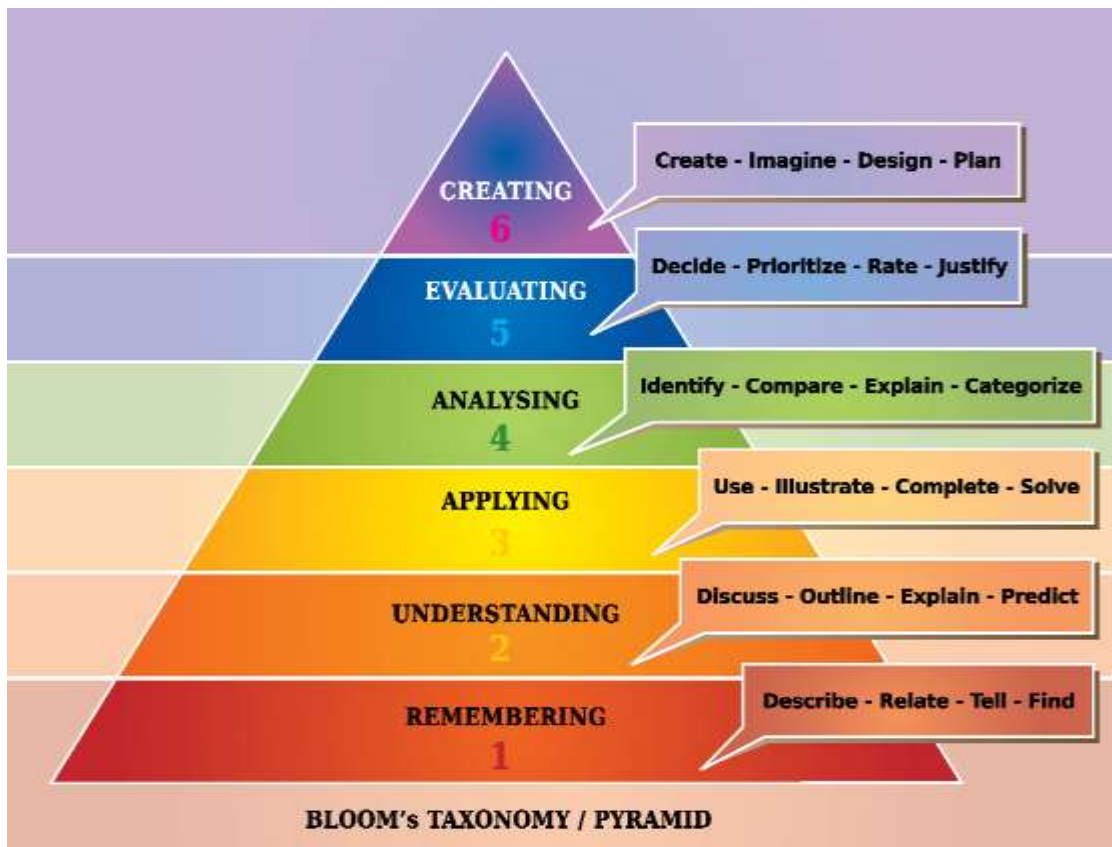 Create - Imagine - Design - Plan
CREATING
6
Decide - Prioritize - Rate - Justify
EVALUATING
5
Identify - Compare - Explain - Categorize
ANALYSING
4
Use - Illustrate - Complete - Solve
APPLYING
3
Discuss - Outline - Explain - Predict
UNDERSTANDING
2
Describe - Relate - Tell - Find
REMEMBERING
1
BLOOM's TAXONOMY / PYRAMID